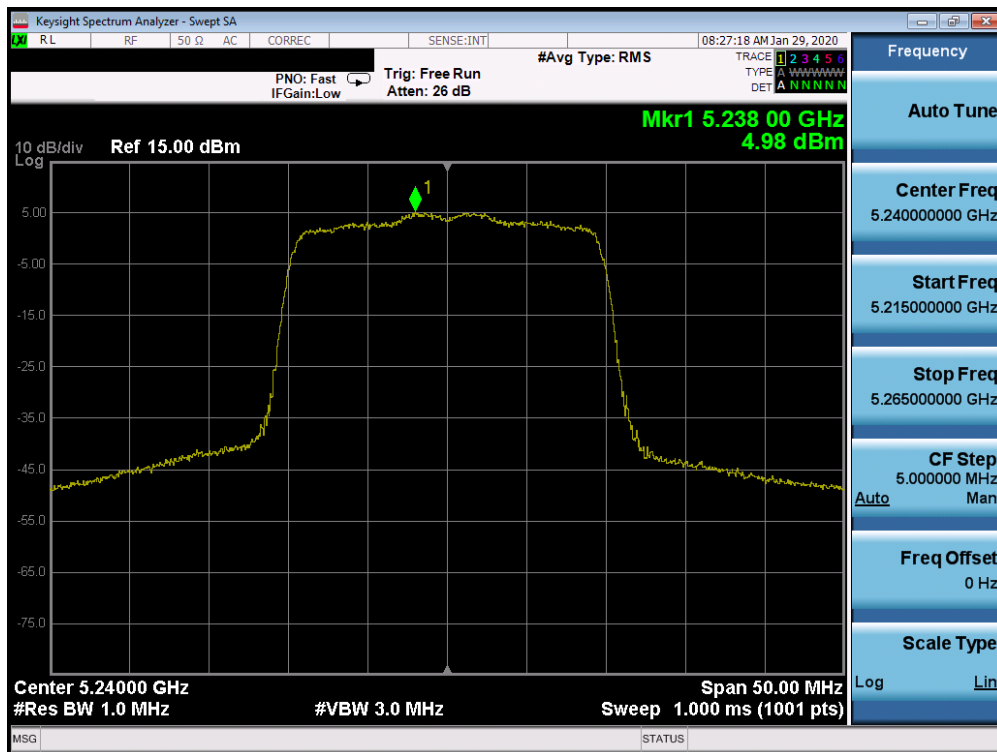 Keysight Spectrum Analyzer - Swept SA
LXI RL RF 50 Ω AC CORREC SENSE:INT 08:27:18 AM Jan 29, 2020
#Avg Type: RMS TRACE 1 2 3 4 5 6
PNO: Fast Trig: Free Run TYPE A WWWWW
IFGain:Low Atten: 26 dB DET A N N N N N
Mkr1 5.238 00 GHz
10 dB/div Ref 15.00 dBm 4.98 dBm
Log
1
5.00
-5.00
-15.0
-25.0
-35.0
-45.0
-55.0
-65.0
-75.0
Center 5.24000 GHz Span 50.00 MHz
#Res BW 1.0 MHz #VBW 3.0 MHz Sweep 1.000 ms (1001 pts)
MSG STATUS
Frequency
Auto Tune
Center Freq
5.240000000 GHz
Start Freq
5.215000000 GHz
Stop Freq
5.265000000 GHz
CF Step
5.000000 MHz
Auto Man
Freq Offset
0 Hz
Scale Type
Log Lin